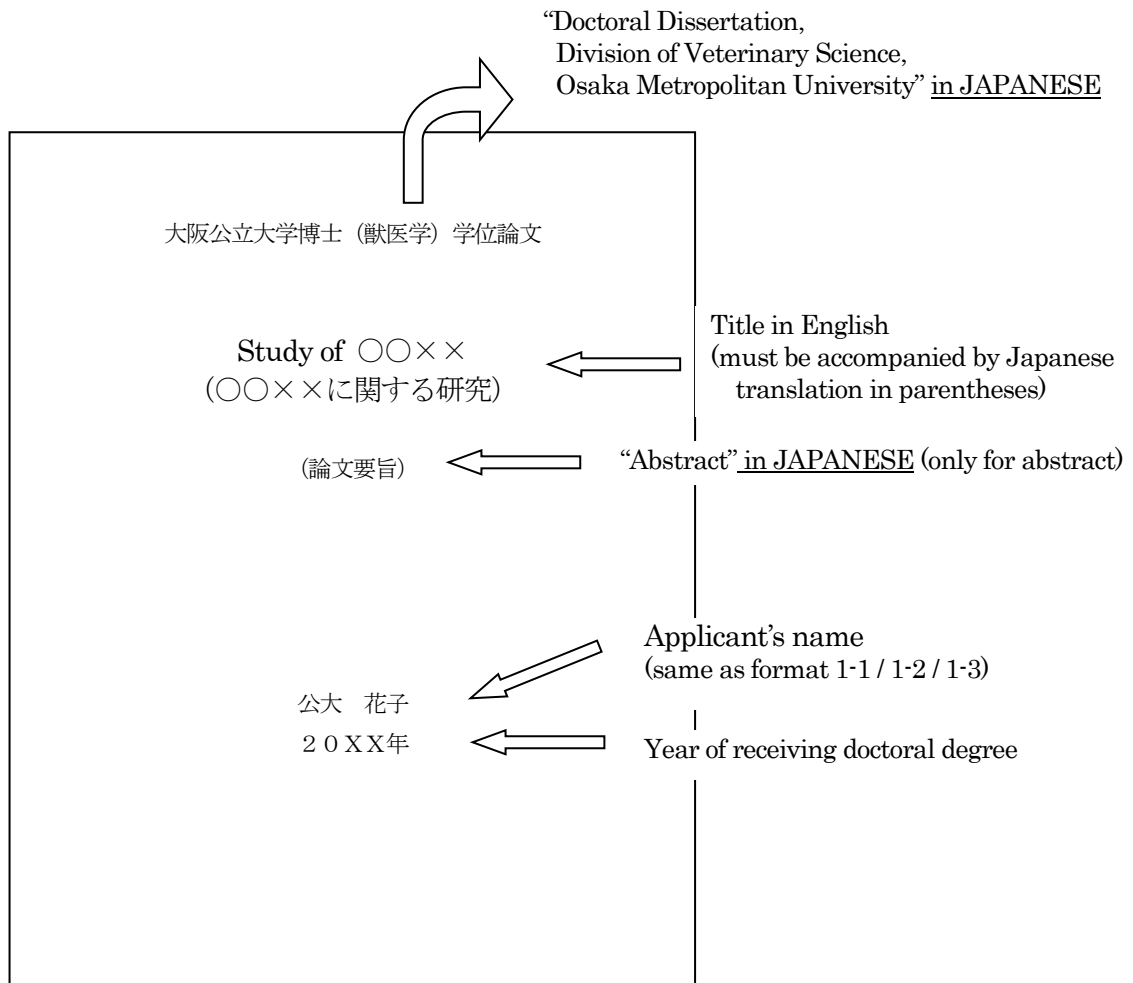 “Doctoral Dissertation,
Division of Veterinary Science,
Osaka Metropolitan University” in JAPANESE
大阪公立大学博士（獣医学）学位論文
Study of ○○××
(○○××に関する研究)
Title in English
(must be accompanied by Japanese
translation in parentheses)
(論文要旨)
“Abstract” in JAPANESE (only for abstract)
Applicant’s name
(same as format 1-1 / 1-2 / 1-3)
公大　花子
２０XX年
Year of receiving doctoral degree